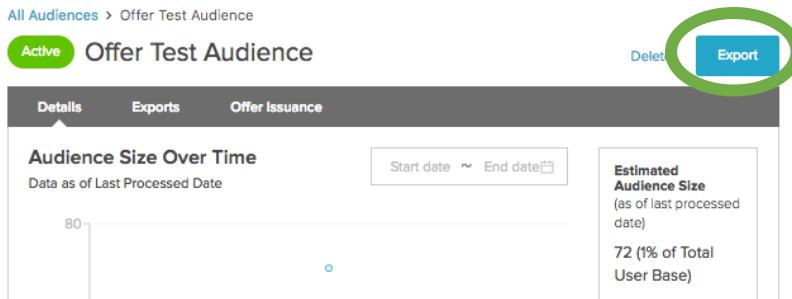 All Audiences > Offer Test Audience
Active Offer Test Audience
Delete Export
Details Exports Offer Issuance
Audience Size Over Time
Data as of Last Processed Date
Start date ~ End date
Estimated
Audience Size
(as of last processed
date)
72 (1% of Total
User Base)
80